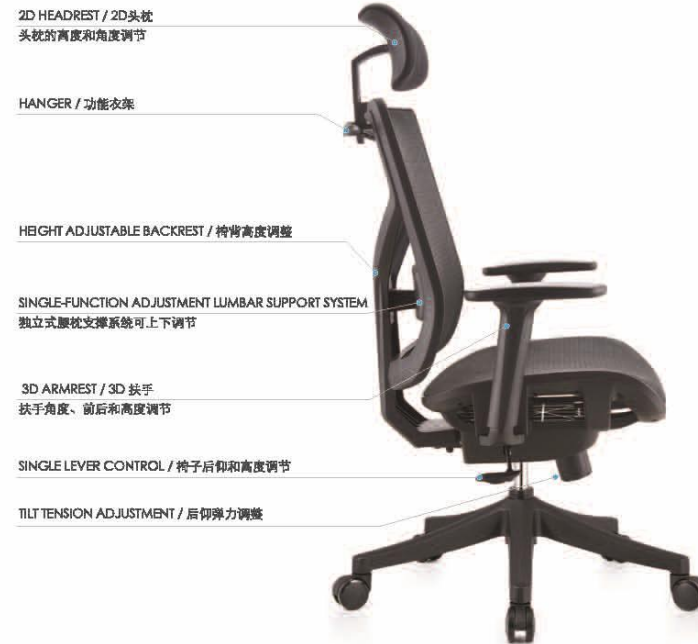 2D HEADREST / 2D头枕
头枕的高度和角度调节
HANGER / 功能衣架
HEIGHT ADJUSTABLE BACKREST / 椅背高度调整
SINGLE-FUNCTION ADJUSTMENT LUMBAR SUPPORT SYSTEM
独立式腰枕支撑系统可上下调节
3D ARMREST / 3D 扶手
扶手角度、前后和高度调节
SINGLE LEVER CONTROL / 椅子后仰和高度调节
TILT TENSION ADJUSTMENT / 后仰弹力调整